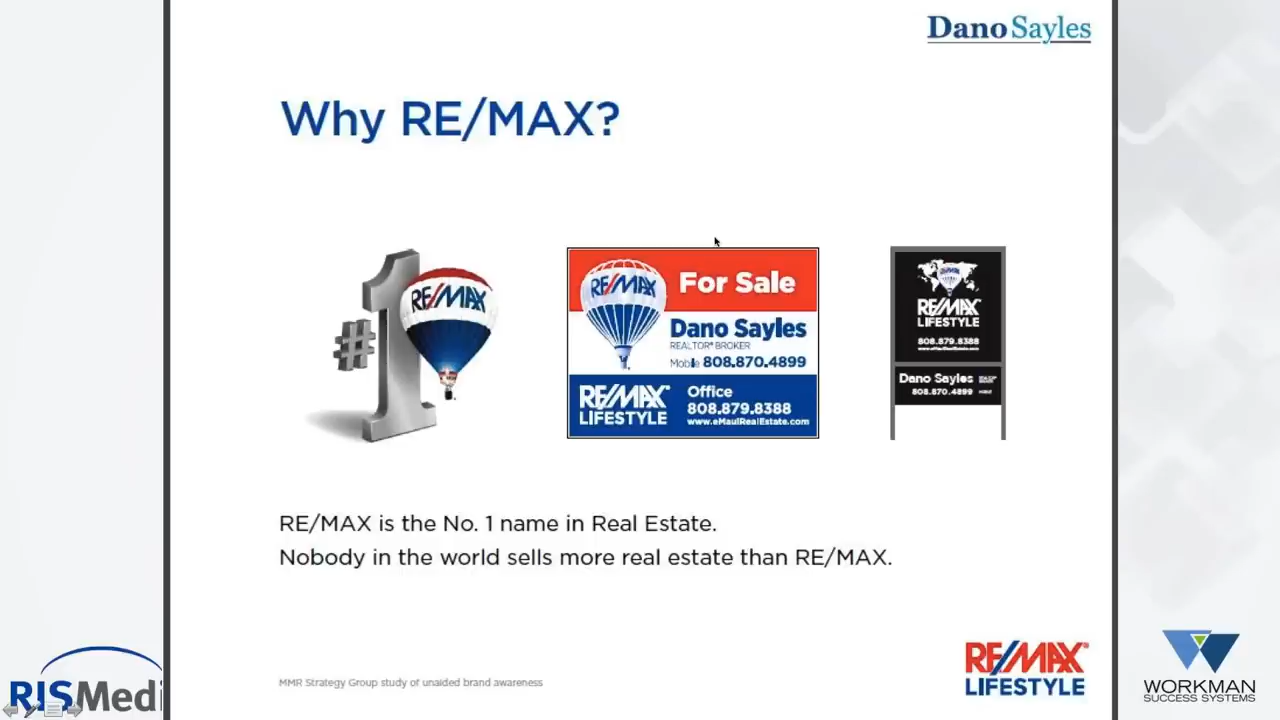 Dano Sayles
Why RE/MAX?
#1
RE/MAX
RE/MAX
For Sale
Dano Sayles
REALTOR® BROKER
Mobile 808.870.4899
RE/MAX®
LIFESTYLE
Office
808.879.8388
www.eMauiRealEstate.com
RE/MAX
LIFESTYLE
808.879.8388
www.eMauiRealEstate.com
Dano Sayles
808.870.4899
RE/MAX is the No. 1 name in Real Estate.
Nobody in the world sells more real estate than RE/MAX.
MMR Strategy Group study of unaided brand awareness
RE/MAX®
LIFESTYLE
RISMedi
WORKMAN
SUCCESS SYSTEMS